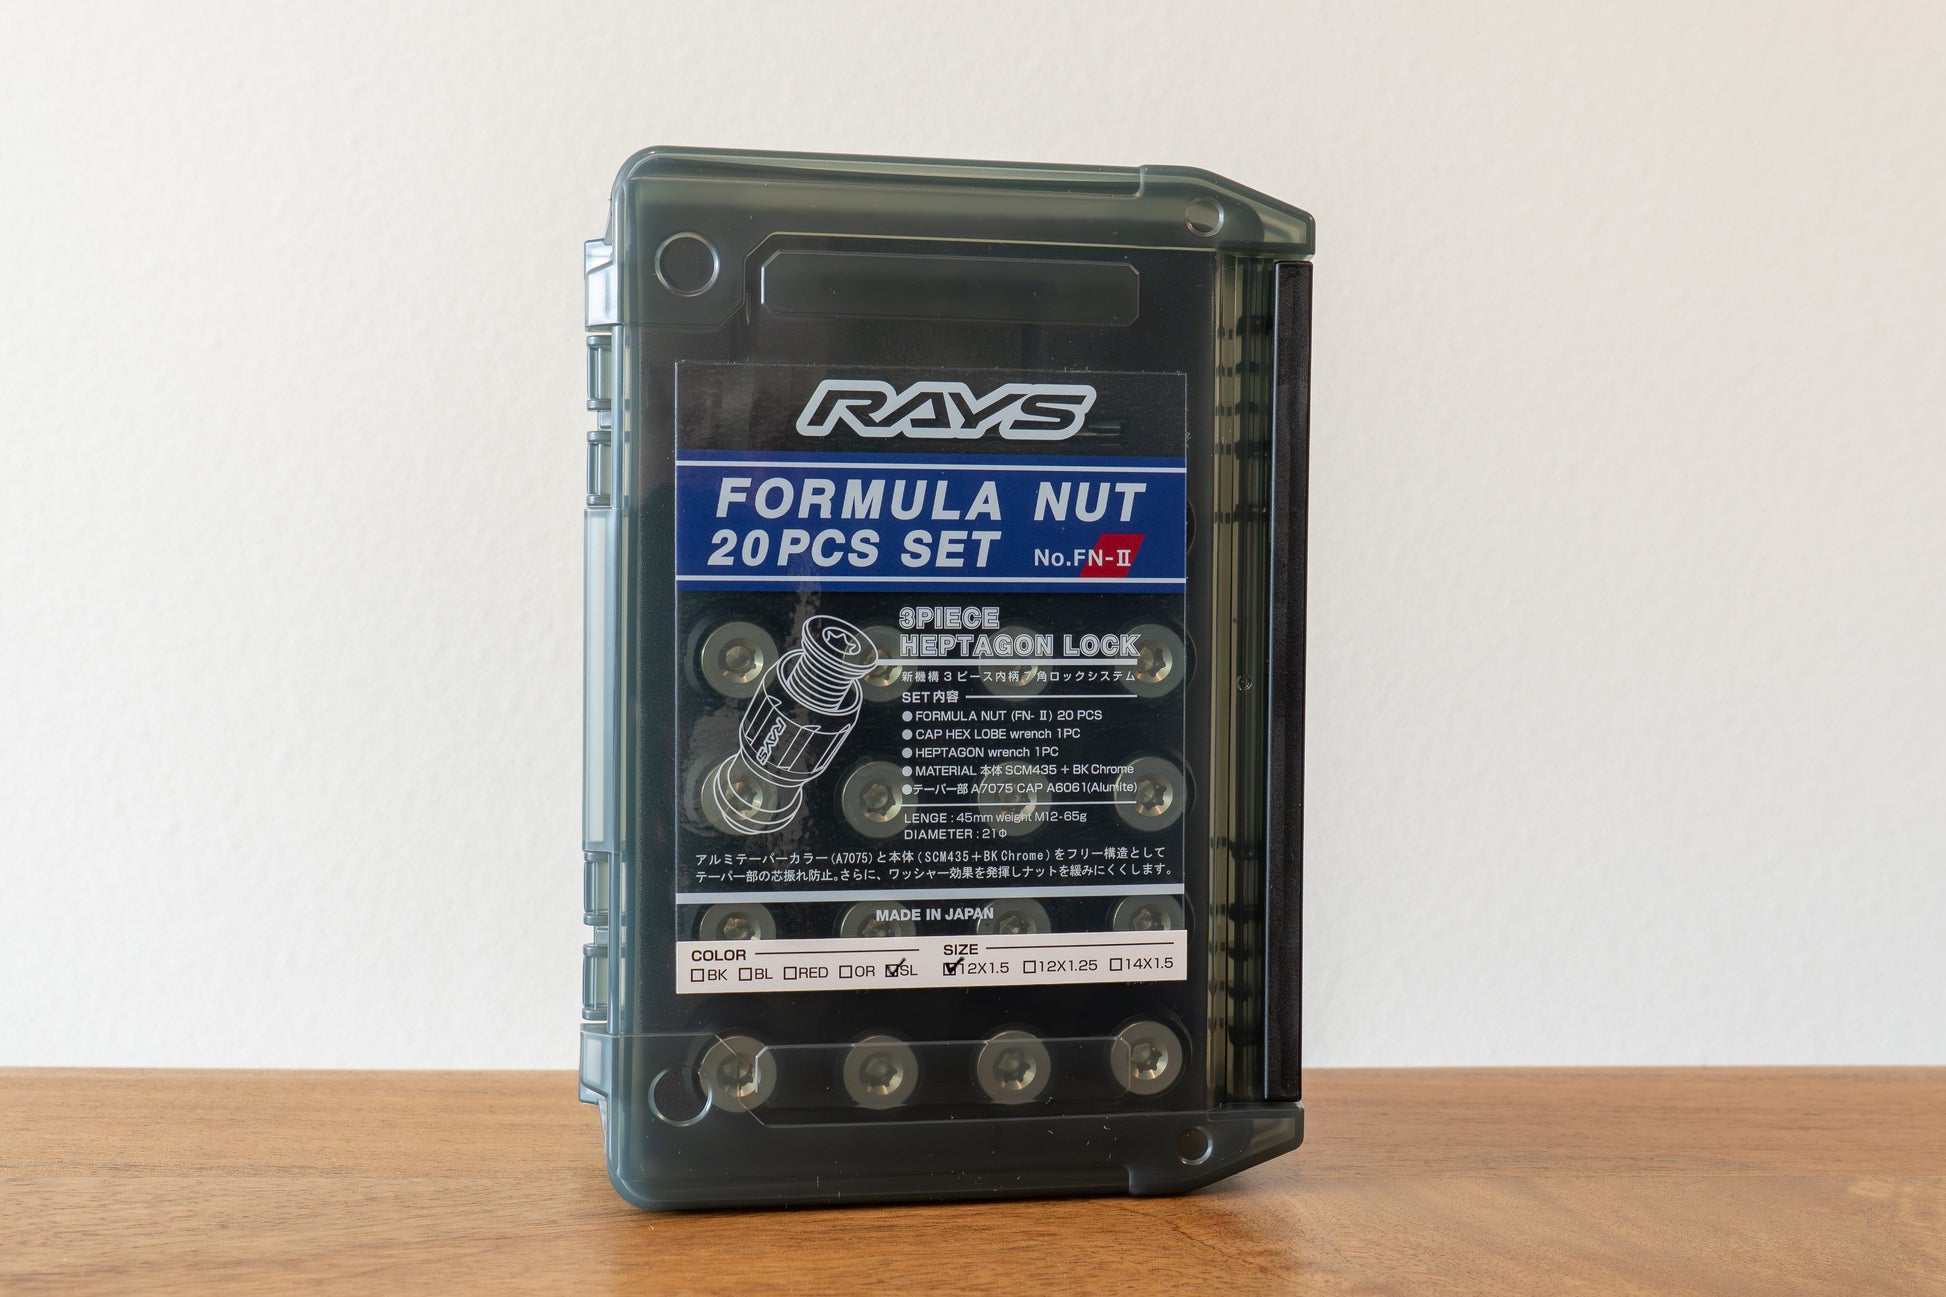 RAYS
FORMULA NUT
20PCS SET No.FN-Ⅱ
3PIECE
HEPTAGON LOCK
新機構3ピース内柄7角ロックシステム
SET内容
●FORMULA NUT (FN-Ⅱ) 20 PCS
●CAP HEX LOBE wrench 1PC
●HEPTAGON wrench 1PC
●MATERIAL 本体 SCM435 + BK Chrome
●テーパー部 A7075 CAP A6061(Alumite)
LENGE : 45mm weight M12-65g
DIAMETER : 21Φ
アルミテーパーカラー(A7075)と本体(SCM435+BK Chrome)をフリー構造として
テーパー部の芯振れ防止。さらに、ワッシャー効果を発揮しナットを緩みにくくします。
MADE IN JAPAN
COLOR SIZE
□BK □BL □RED □OR ☑SL ☑12X1.5 □12X1.25 □14X1.5
RAYS